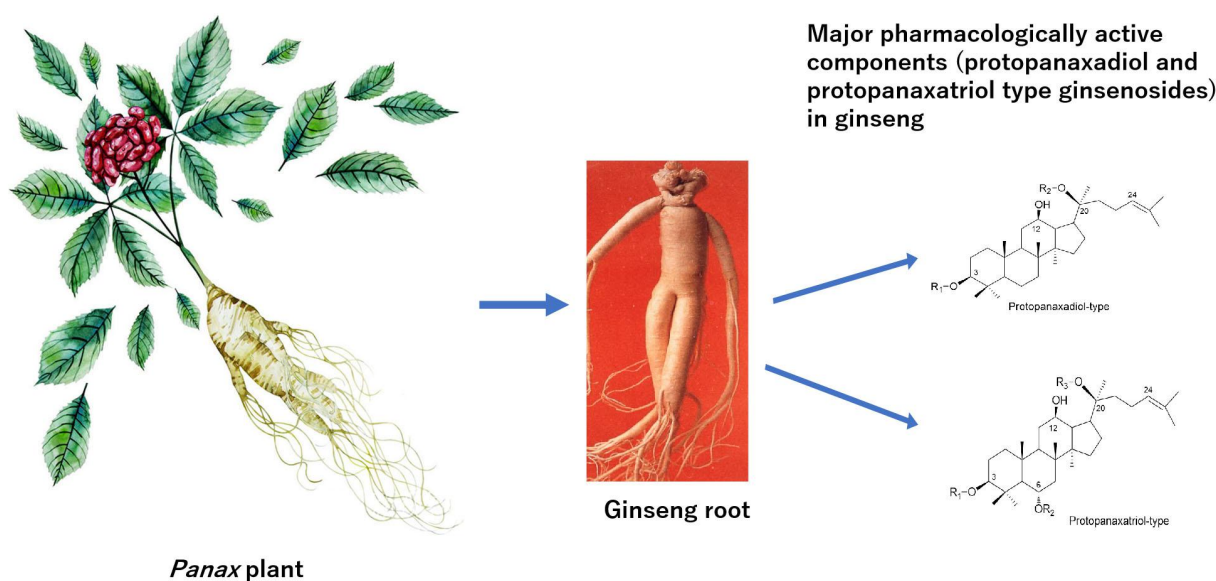 Major pharmacologically active
components (protopanaxadiol and
protopanaxatriol type ginsenosides)
in ginseng
R₂-O
24
OH
20
12
3
R₁-O
Protopanaxadiol-type
R₃-O
24
OH
20
12
3
6
R₁-O
OR₂
Protopanaxatriol-type
Ginseng root
Panax plant